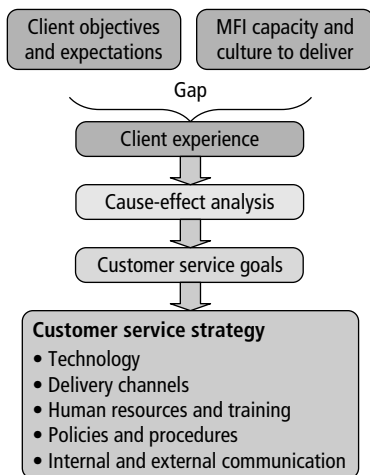 Client objectives
and expectations
MFI capacity and
culture to deliver
Gap
Client experience
Cause-effect analysis
Customer service goals
Customer service strategy
• Technology
• Delivery channels
• Human resources and training
• Policies and procedures
• Internal and external communication